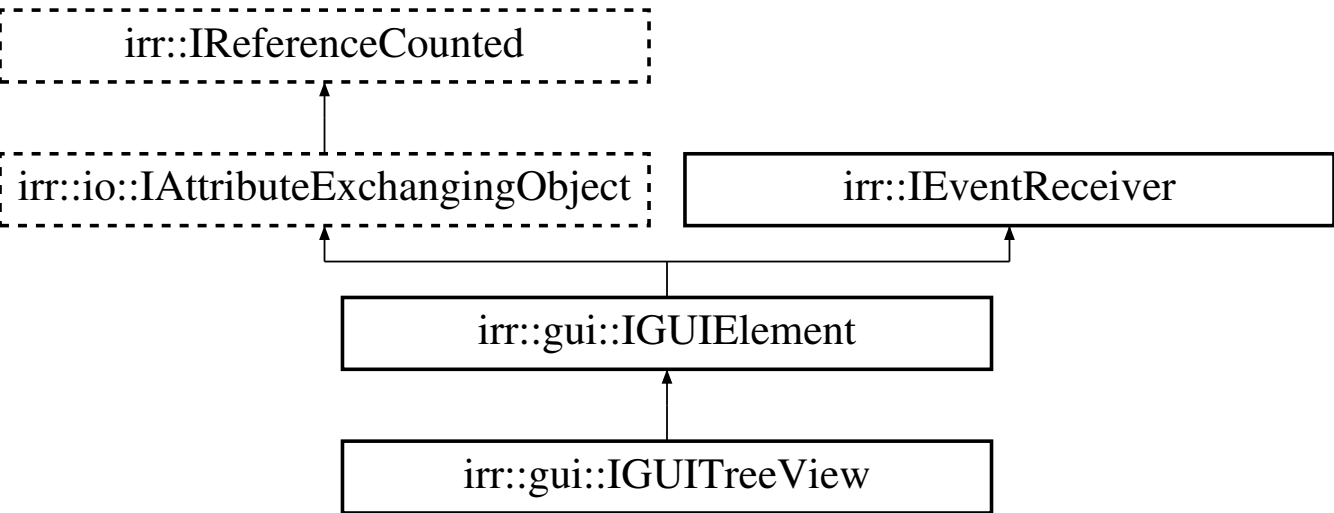 irr::IReferenceCounted
irr::io::IAttributeExchangingObject
irr::IEventReceiver
irr::gui::IGUIElement
irr::gui::IGUITreeView